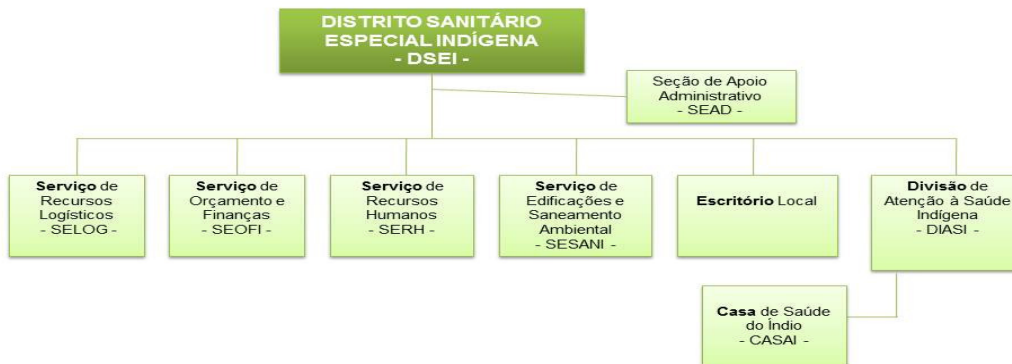 DISTRITO SANITÁRIO
ESPECIAL INDÍGENA
- DSEI -
Seção de Apoio
Administrativo
- SEAD -
Serviço de
Recursos
Logísticos
- SELOG -
Serviço de
Orçamento e
Finanças
- SEOFI -
Serviço de
Recursos
Humanos
- SERH -
Serviço de
Edificações e
Saneamento
Ambiental
- SESANI -
Escritório Local
Divisão de
Atenção à Saúde
Indígena
- DIASI -
Casa de Saúde
do Índio
- CASAI -